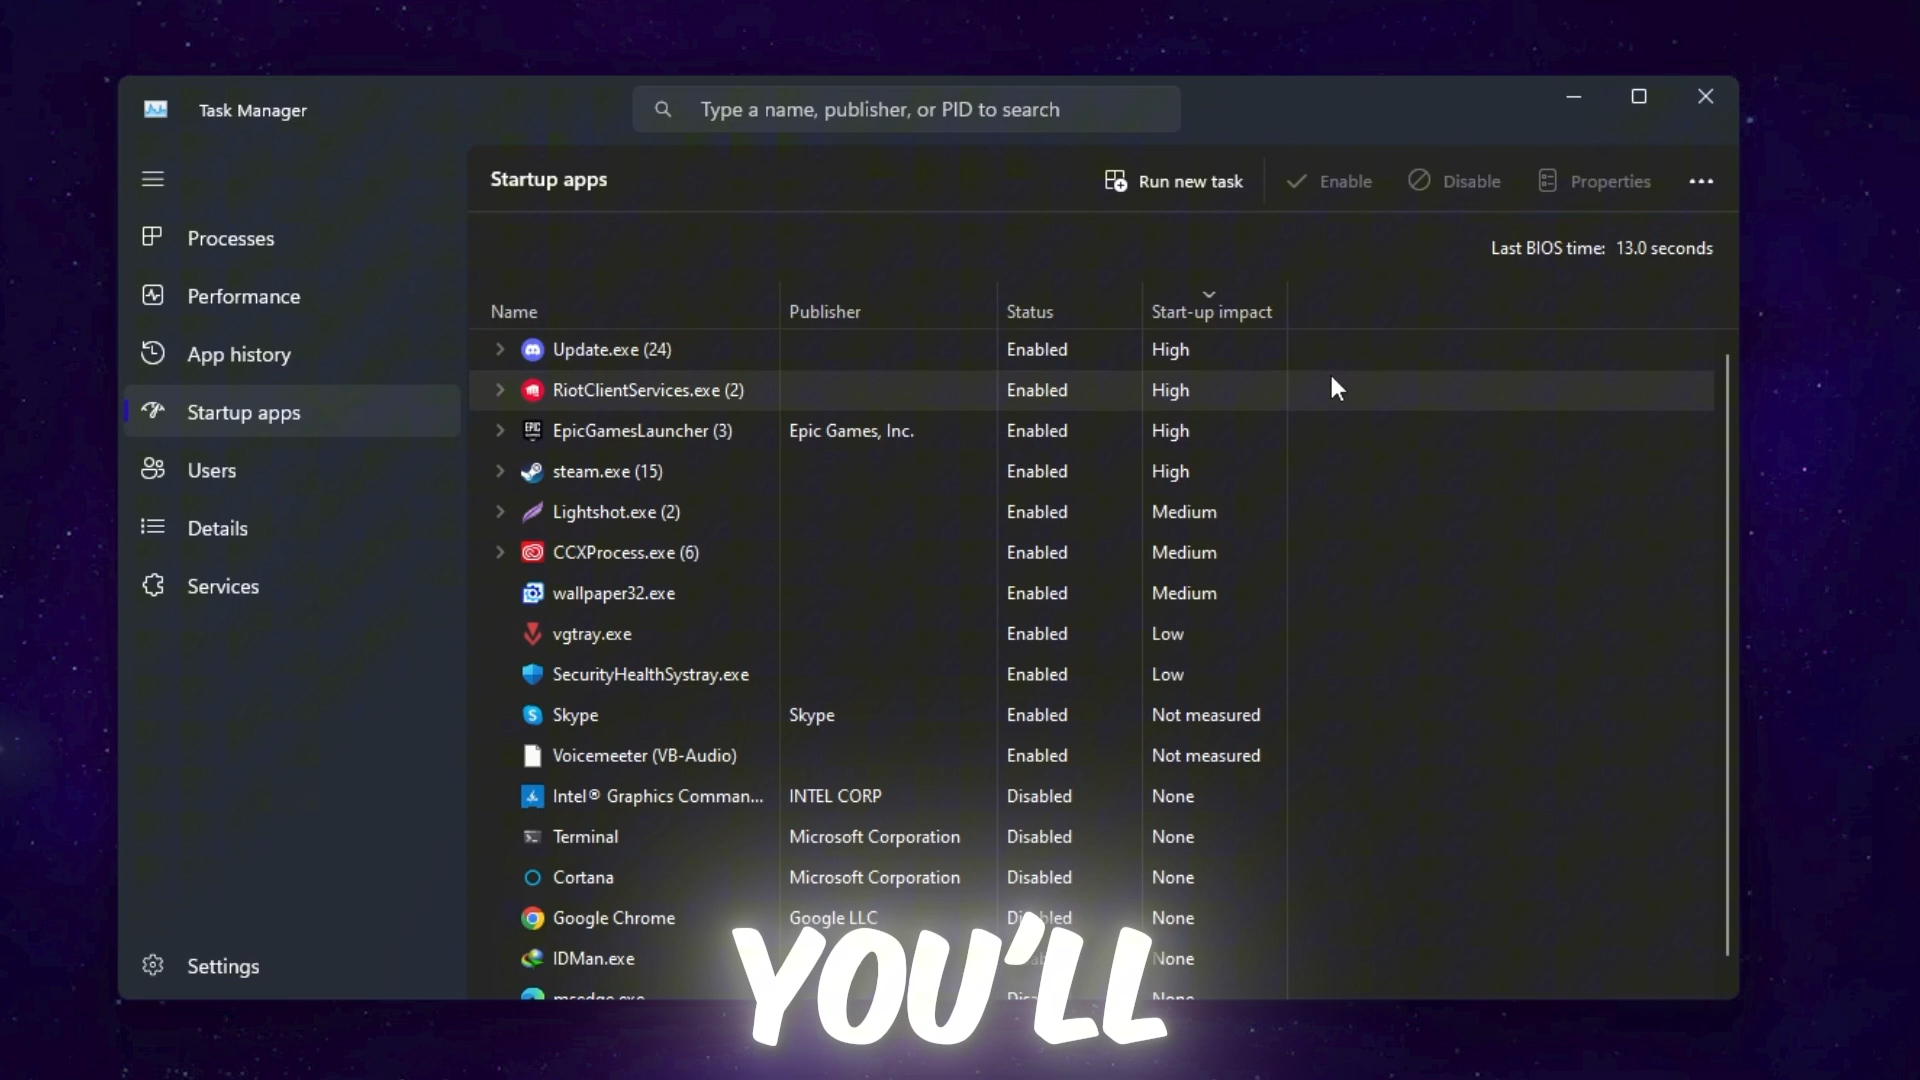 Task Manager
Type a name, publisher, or PID to search
Startup apps
Run new task
Enable
Disable
Properties
Last BIOS time: 13.0 seconds
Processes
Performance
App history
Startup apps
Users
Details
Services
Settings
Name Publisher Status Start-up impact
Update.exe (24) Enabled High
RiotClientServices.exe (2) Enabled High
EPIC EpicGamesLauncher (3) Epic Games, Inc. Enabled High
steam.exe (15) Enabled High
Lightshot.exe (2) Enabled Medium
CCXProcess.exe (6) Enabled Medium
wallpaper32.exe Enabled Medium
vgtray.exe Enabled Low
SecurityHealthSystray.exe Enabled Low
Skype Skype Enabled Not measured
Voicemeeter (VB-Audio) Enabled Not measured
Intel® Graphics Comman... INTEL CORP Disabled None
Terminal Microsoft Corporation Disabled None
Cortana Microsoft Corporation Disabled None
Google Chrome Google LLC Disabled None
IDMan.exe None
msedge.exe
YOU'LL